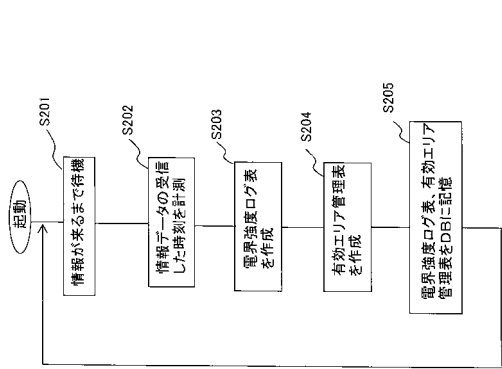 起動
情報が来るまで待機
S201
情報データの受信
した時刻を計測
S202
電界強度ログ表
を作成
S203
有効エリア管理表
を作成
S204
電界強度ログ表、有効エリア
管理表をDBに記憶
S205